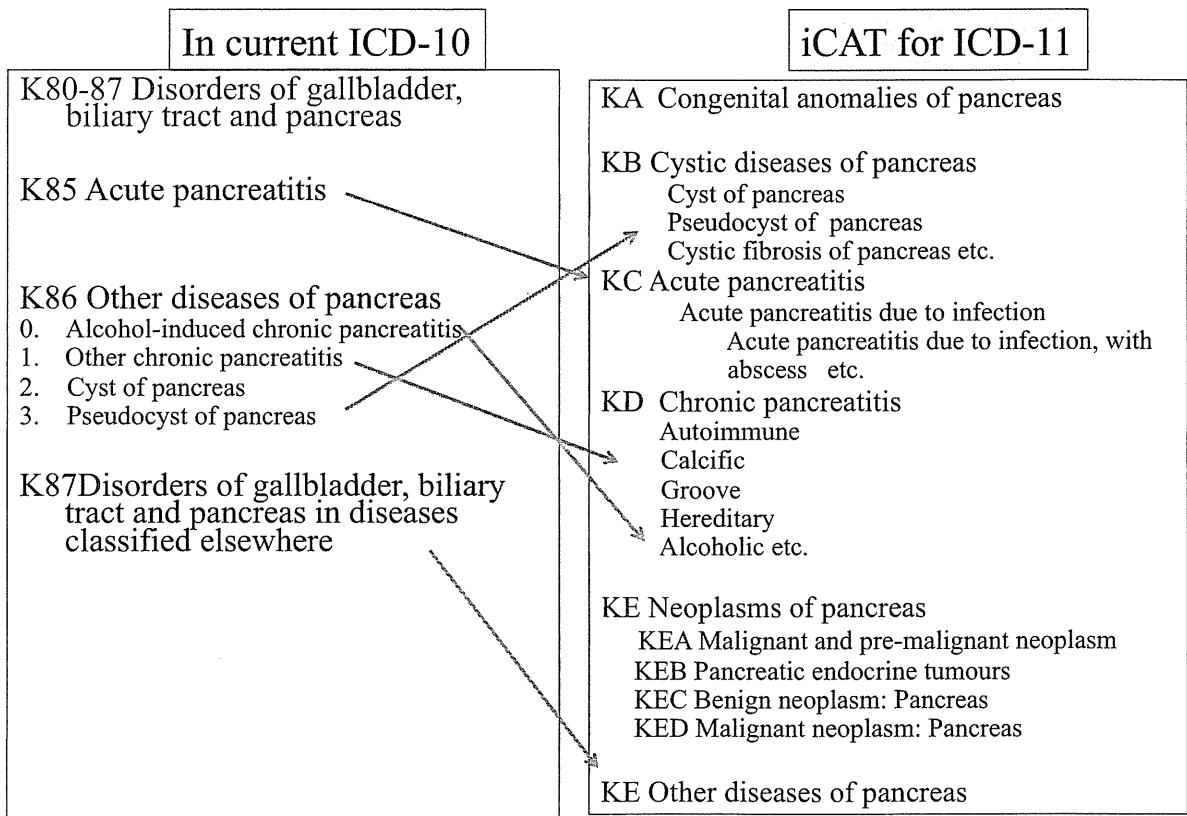 In current ICD-10
K80-87 Disorders of gallbladder,
biliary tract and pancreas
K85 Acute pancreatitis
K86 Other diseases of pancreas
0. Alcohol-induced chronic pancreatitis
1. Other chronic pancreatitis
2. Cyst of pancreas
3. Pseudocyst of pancreas
K87Disorders of gallbladder, biliary
tract and pancreas in diseases
classified elsewhere
iCAT for ICD-11
KA Congenital anomalies of pancreas
KB Cystic diseases of pancreas
Cyst of pancreas
Pseudocyst of pancreas
Cystic fibrosis of pancreas etc.
KC Acute pancreatitis
Acute pancreatitis due to infection
Acute pancreatitis due to infection, with
abscess etc.
KD Chronic pancreatitis
Autoimmune
Calcific
Groove
Hereditary
Alcoholic etc.
KE Neoplasms of pancreas
KEA Malignant and pre-malignant neoplasm
KEB Pancreatic endocrine tumours
KEC Benign neoplasm: Pancreas
KED Malignant neoplasm: Pancreas
KE Other diseases of pancreas